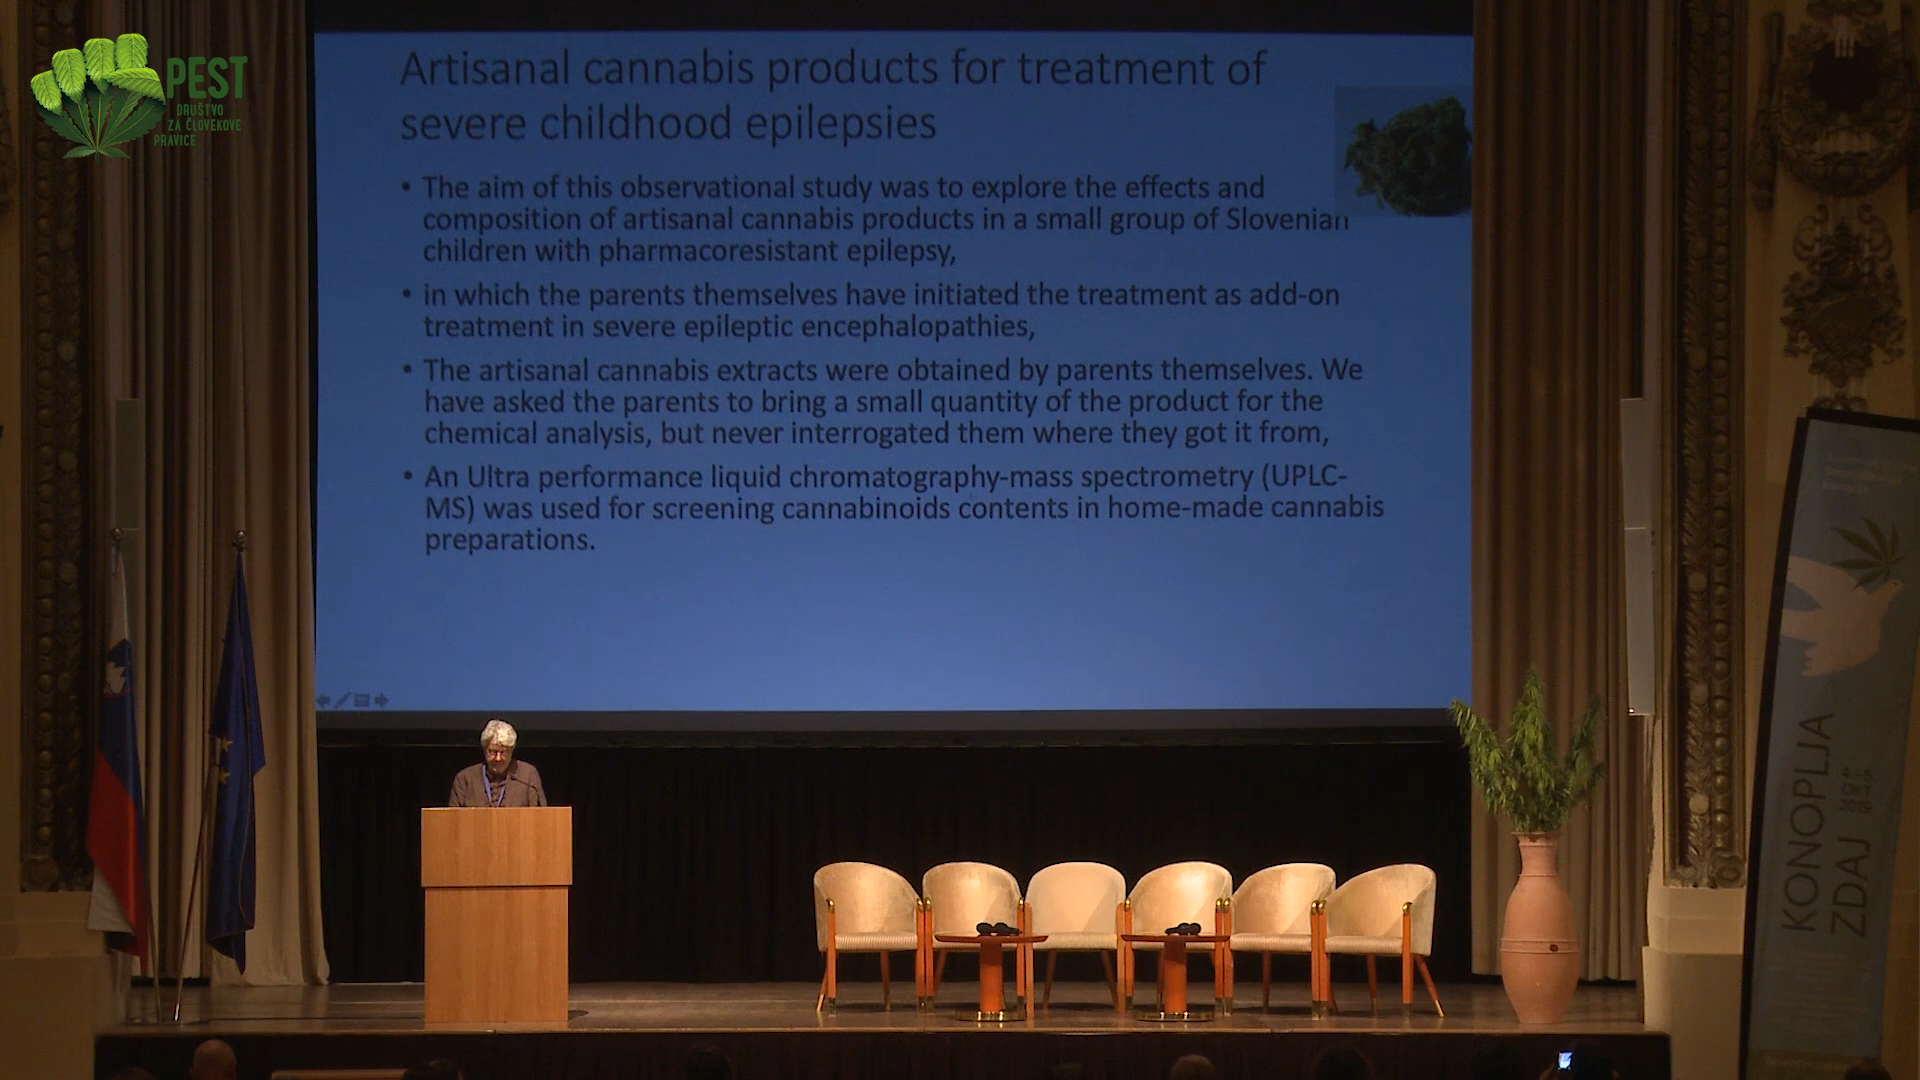 PEST
DRUŠTVO
ZA ČLOVEKOVE
PRAVICE
Artisanal cannabis products for treatment of
severe childhood epilepsies
• The aim of this observational study was to explore the effects and
composition of artisanal cannabis products in a small group of Slovenian
children with pharmacoresistant epilepsy,
• in which the parents themselves have initiated the treatment as add-on
treatment in severe epileptic encephalopathies,
• The artisanal cannabis extracts were obtained by parents themselves. We
have asked the parents to bring a small quantity of the product for the
chemical analysis, but never interrogated them where they got it from,
• An Ultra performance liquid chromatography-mass spectrometry (UPLC-
MS) was used for screening cannabinoids contents in home-made cannabis
preparations.
KONOPLJA
ZDAJ
4.–5.
OKT
2019